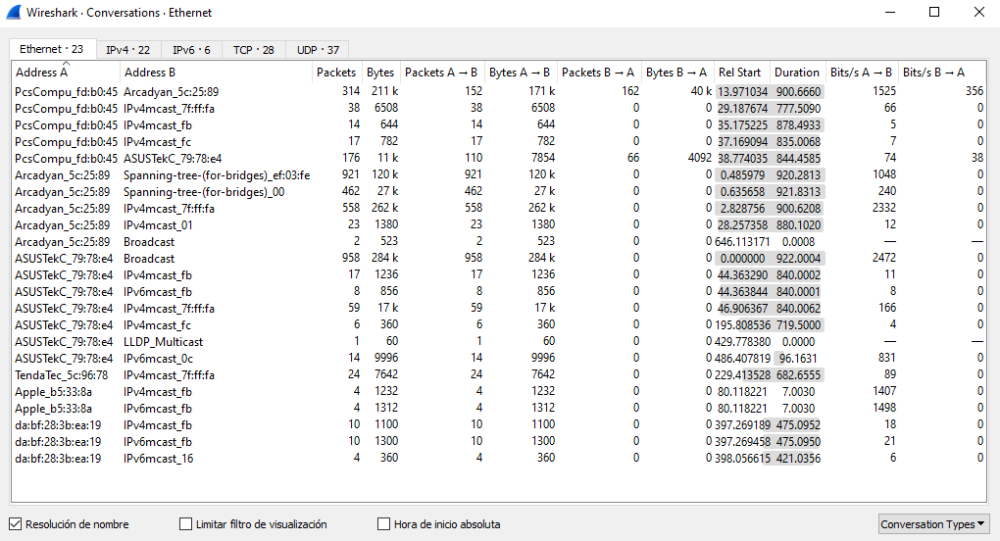 Wireshark · Conversations · Ethernet
Ethernet · 23 IPv4 · 22 IPv6 · 6 TCP · 28 UDP · 37
Address A Address B Packets Bytes Packets A → B Bytes A → B Packets B → A Bytes B → A Rel Start Duration Bits/s A → B Bits/s B → A
PcsCompu_fd:b0:45 Arcadyan_5c:25:89 314 211 k 152 171 k 162 40 k 13.971034 900.6660 1525 356
PcsCompu_fd:b0:45 IPv4mcast_7f:ff:fa 38 6508 38 6508 0 0 29.187674 777.5090 66 0
PcsCompu_fd:b0:45 IPv4mcast_fb 14 644 14 644 0 0 35.175225 878.4933 5 0
PcsCompu_fd:b0:45 IPv4mcast_fc 17 782 17 782 0 0 37.169094 835.0068 7 0
PcsCompu_fd:b0:45 ASUSTekC_79:78:e4 176 11 k 110 7854 66 4092 38.774035 844.4585 74 38
Arcadyan_5c:25:89 Spanning-tree-(for-bridges)_ef:03:fe 921 120 k 921 120 k 0 0 0.485979 920.2813 1048 0
Arcadyan_5c:25:89 Spanning-tree-(for-bridges)_00 462 27 k 462 27 k 0 0 0.635658 921.8313 240 0
Arcadyan_5c:25:89 IPv4mcast_7f:ff:fa 558 262 k 558 262 k 0 0 2.828756 900.6208 2332 0
Arcadyan_5c:25:89 IPv4mcast_01 23 1380 23 1380 0 0 28.257358 880.1020 12 0
Arcadyan_5c:25:89 Broadcast 2 523 2 523 0 0 646.113171 0.0008 — —
ASUSTekC_79:78:e4 Broadcast 958 284 k 958 284 k 0 0 0.000000 922.0004 2472 0
ASUSTekC_79:78:e4 IPv4mcast_fb 17 1236 17 1236 0 0 44.363290 840.0002 11 0
ASUSTekC_79:78:e4 IPv6mcast_fb 8 856 8 856 0 0 44.363844 840.0001 8 0
ASUSTekC_79:78:e4 IPv4mcast_7f:ff:fa 59 17 k 59 17 k 0 0 46.906367 840.0062 166 0
ASUSTekC_79:78:e4 IPv4mcast_fc 6 360 6 360 0 0 195.808536 719.5000 4 0
ASUSTekC_79:78:e4 LLDP_Multicast 1 60 1 60 0 0 429.778380 0.0000 — —
ASUSTekC_79:78:e4 IPv6mcast_0c 14 9996 14 9996 0 0 486.407819 96.1631 831 0
TendaTec_5c:96:78 IPv4mcast_7f:ff:fa 24 7642 24 7642 0 0 229.413528 682.6555 89 0
Apple_b5:33:8a IPv4mcast_fb 4 1232 4 1232 0 0 80.118221 7.0030 1407 0
Apple_b5:33:8a IPv6mcast_fb 4 1312 4 1312 0 0 80.118221 7.0030 1498 0
da:bf:28:3b:ea:19 IPv4mcast_fb 10 1100 10 1100 0 0 397.269189 475.0952 18 0
da:bf:28:3b:ea:19 IPv6mcast_fb 10 1300 10 1300 0 0 397.269458 475.0950 21 0
da:bf:28:3b:ea:19 IPv6mcast_16 4 360 4 360 0 0 398.056615 421.0356 6 0
Resolución de nombre Limitar filtro de visualización Hora de inicio absoluta Conversation Types